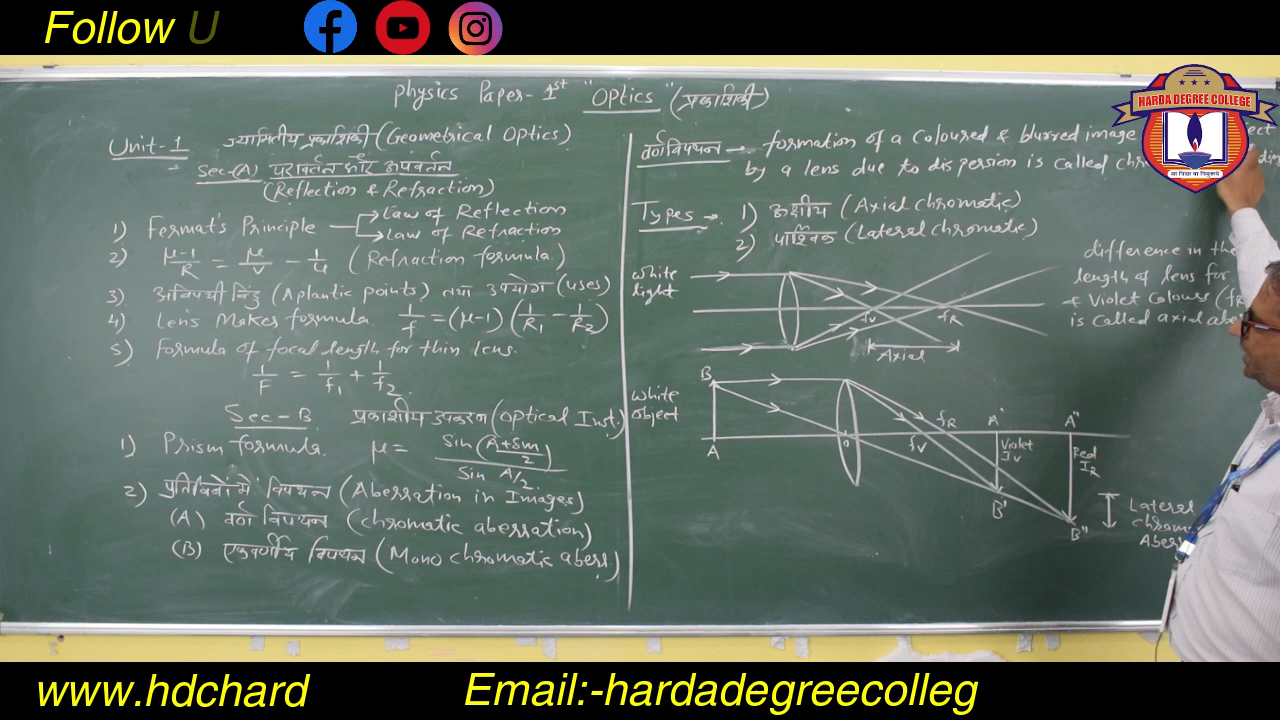 Follow U
Physics Paper-1st "Optics" (प्रकाशिकी)
Unit-1 ज्यामितीय प्रकाशिकी (Geometrical Optics)
Sec-(A) परावर्तन और अपवर्तन
(Reflection & Refraction)
1) Fermat's Principle → Law of Reflection
→ Law of Refraction
2) μ-1/R = μ/v - 1/u (Refraction formula)
3) अविपथी बिंदु (Aplantic points) तथा उपयोग (uses)
4) Lens Makes formula 1/f = (μ-1) (1/R1 - 1/R2)
5) Formula of focal length for thin lens.
1/F = 1/f1 + 1/f2.
Sec-B प्रकाशीय उपकरण (Optical Inst.)
1) Prism formula. μ = Sin (A+δm/2) / Sin A/2.
2) प्रतिबिंबों में विपथन (Aberration in Images)
(A) वर्ण विपथन (chromatic aberration)
(B) एकवर्णीय विपथन (Mono chromatic aberr.)
वर्णविपथन → formation of a coloured & blurred image
by a lens due to dispersion is called
Types → 1) अक्षीय (Axial chromatic)
2) पार्श्विक (Lateral chromatic)
White light
fV fR
Axial
difference in the
length of lens for
& Violet colours (fR
is called axial
White object
B
A
O
fR
fV
A' A"
Violet IV
Red IR
B'
B"
Lateral
HARDA DEGREE COLLEGE
www.hdchard
Email:-hardadegreecolleg